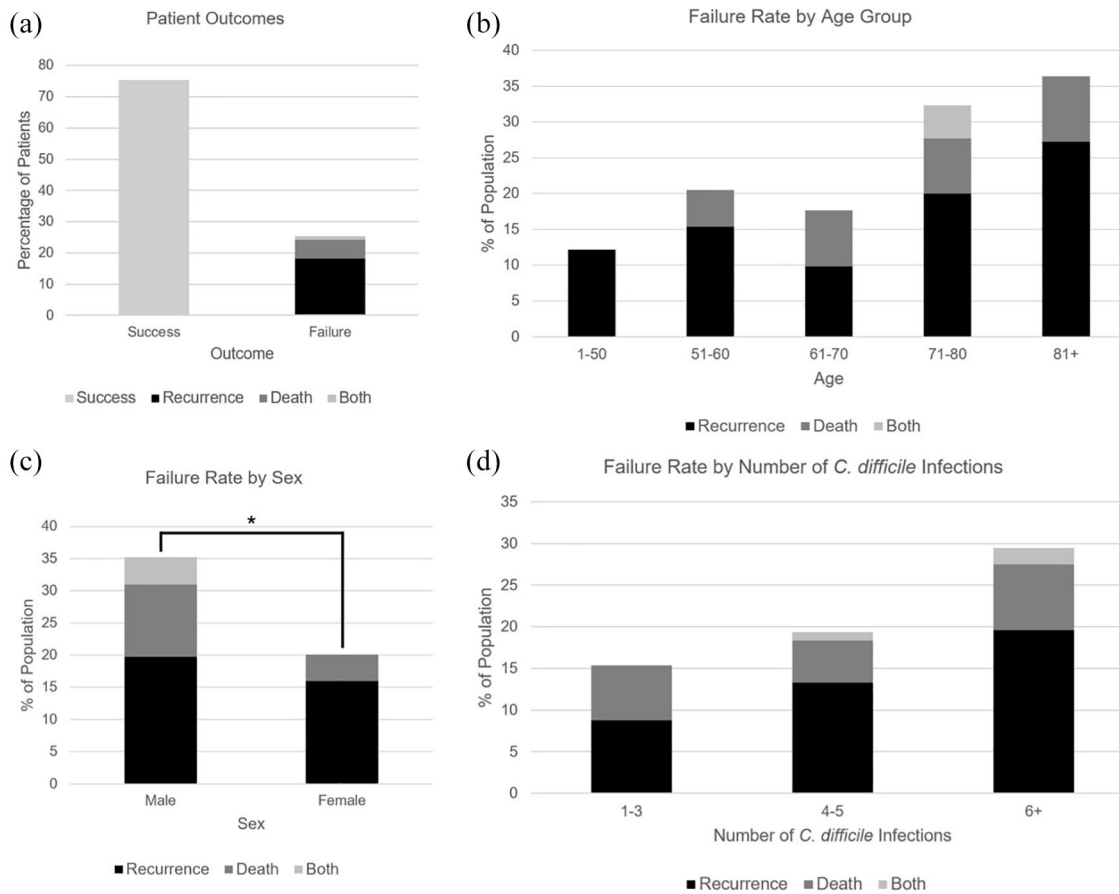 (a)
Patient Outcomes
Percentage of Patients
80
70
60
50
40
30
20
10
0
Success Failure
Outcome
Success Recurrence Death Both
(b)
Failure Rate by Age Group
% of Population
40
35
30
25
20
15
10
5
0
1-50 51-60 61-70 71-80 81+
Age
Recurrence Death Both
(c)
Failure Rate by Sex
*
% of Population
40
35
30
25
20
15
10
5
0
Male Female
Sex
Recurrence Death Both
(d)
Failure Rate by Number of C. difficile Infections
% of Population
35
30
25
20
15
10
5
0
1-3 4-5 6+
Number of C. difficile Infections
Recurrence Death Both